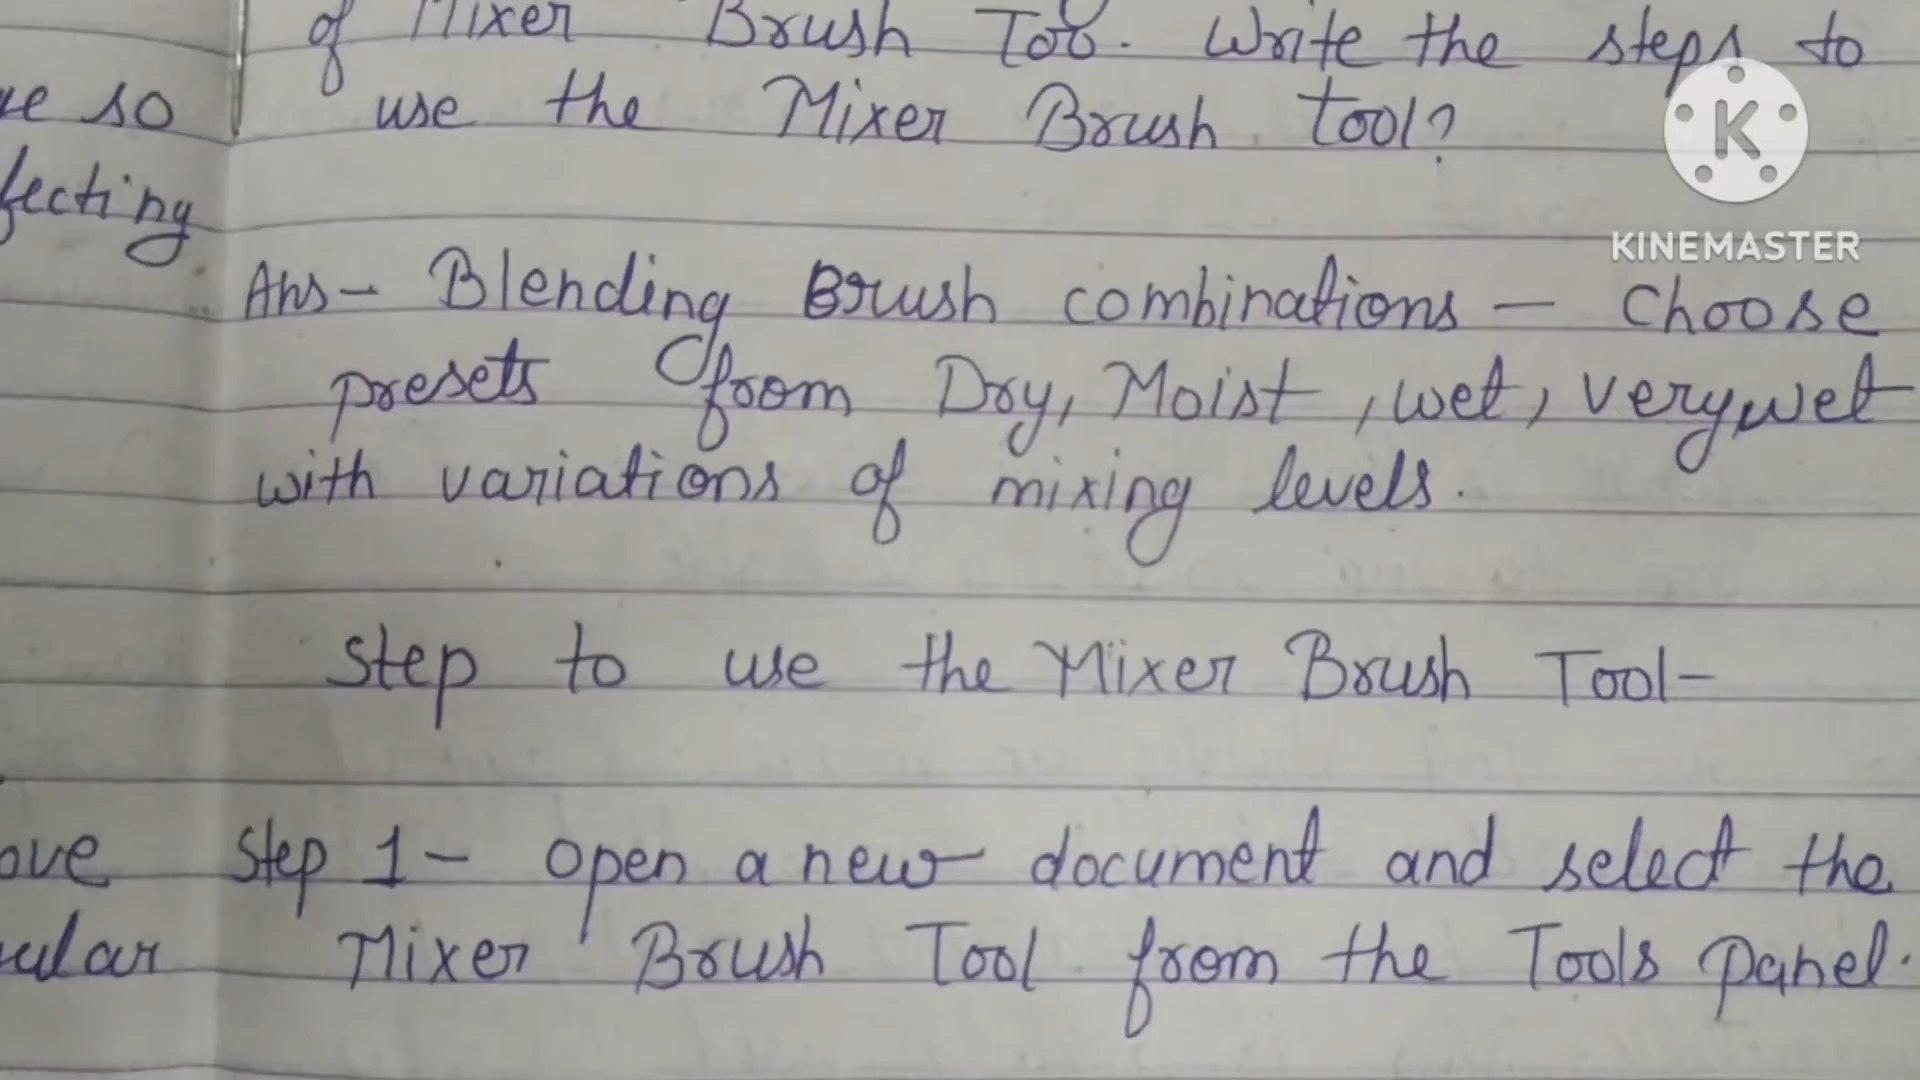 of Mixer Brush Tool. Write the steps to
use the Mixer Brush tool?
Ans- Blending Brush combinations - Choose
presets from Dry, Moist, wet, very wet
with variations of mixing levels.
Step to use the Mixer Brush Tool-
Step 1- open a new document and select the
Mixer Brush Tool from the Tools panel.
so
ove
KINEMASTER